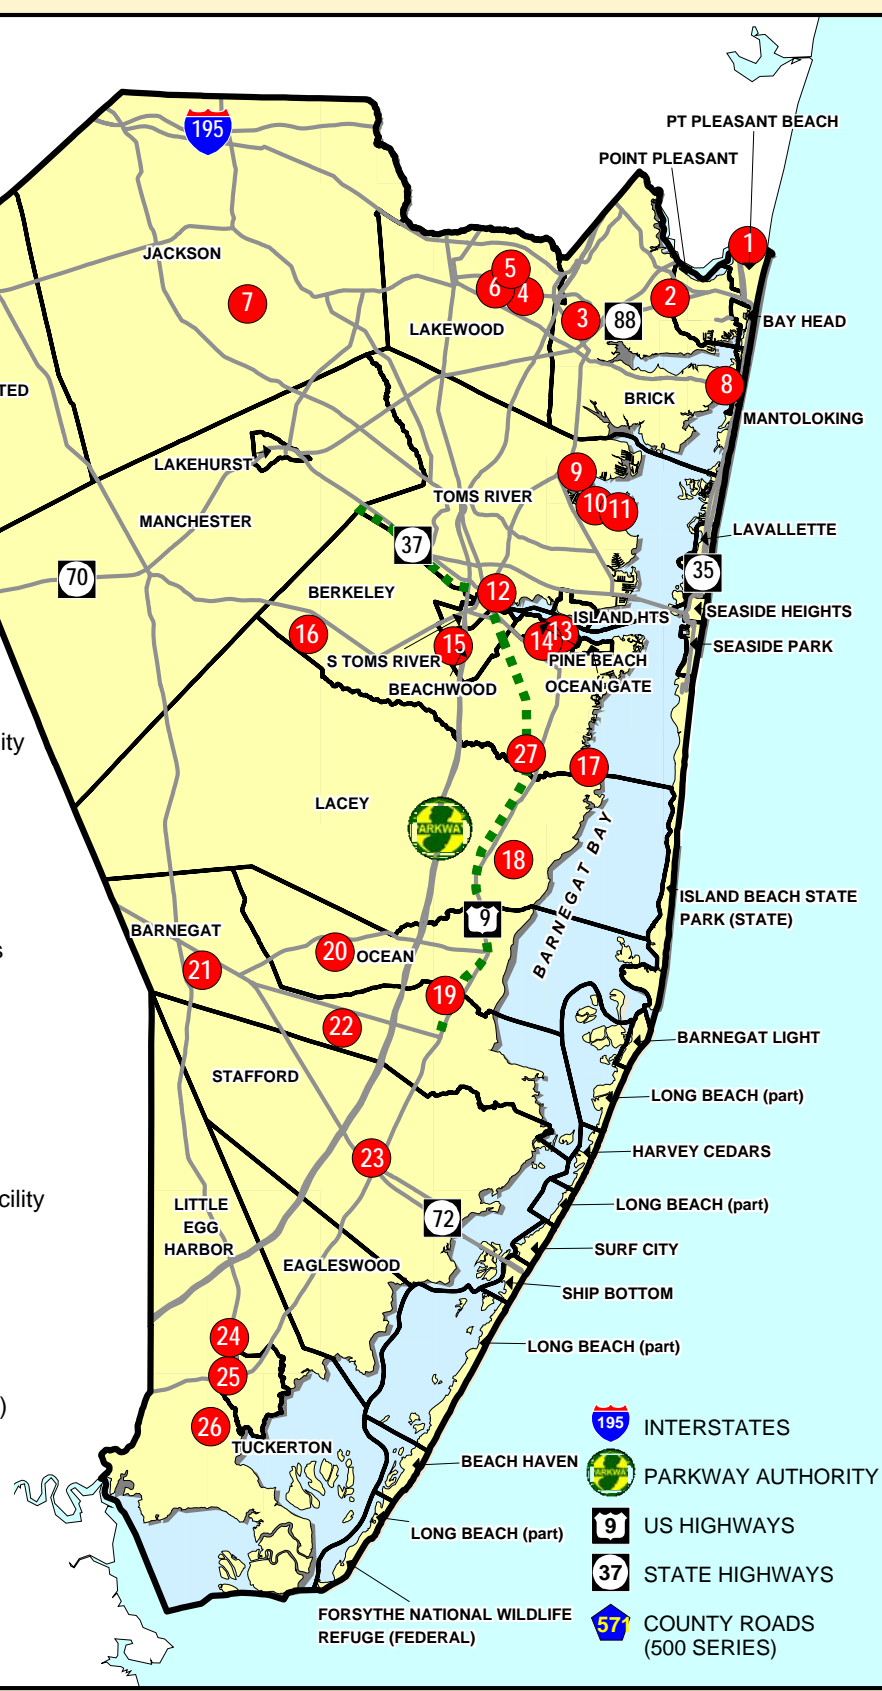 PT PLEASANT BEACH
POINT PLEASANT
195
1
JACKSON
5
6
4
7
2
3
88
LAKEWOOD
BAY HEAD
8
TED
BRICK
MANTOLOKING
LAKEHURST
9
TOMS RIVER
10
11
MANCHESTER
LAVALLETTE
37
70
35
BERKELEY
12
SEASIDE HEIGHTS
ISLAND HTS
16
13
14
15
SEASIDE PARK
S TOMS RIVER
PINE BEACH
BEACHWOOD
OCEAN GATE
ity
27
17
LACEY
ARKWA
18
BARNEGAT BAY
ISLAND BEACH STATE
PARK (STATE)
9
BARNEGAT
20
OCEAN
s
21
19
22
BARNEGAT LIGHT
STAFFORD
LONG BEACH (part)
23
HARVEY CEDARS
cility
LITTLE
EGG
HARBOR
72
LONG BEACH (part)
SURF CITY
EAGLESWOOD
SHIP BOTTOM
24
LONG BEACH (part)
25
)
26
TUCKERTON
195
INTERSTATES
BEACH HAVEN
ARKWA
PARKWAY AUTHORITY
9
US HIGHWAYS
LONG BEACH (part)
37
STATE HIGHWAYS
FORSYTHE NATIONAL WILDLIFE
REFUGE (FEDERAL)
571
COUNTY ROADS
(500 SERIES)